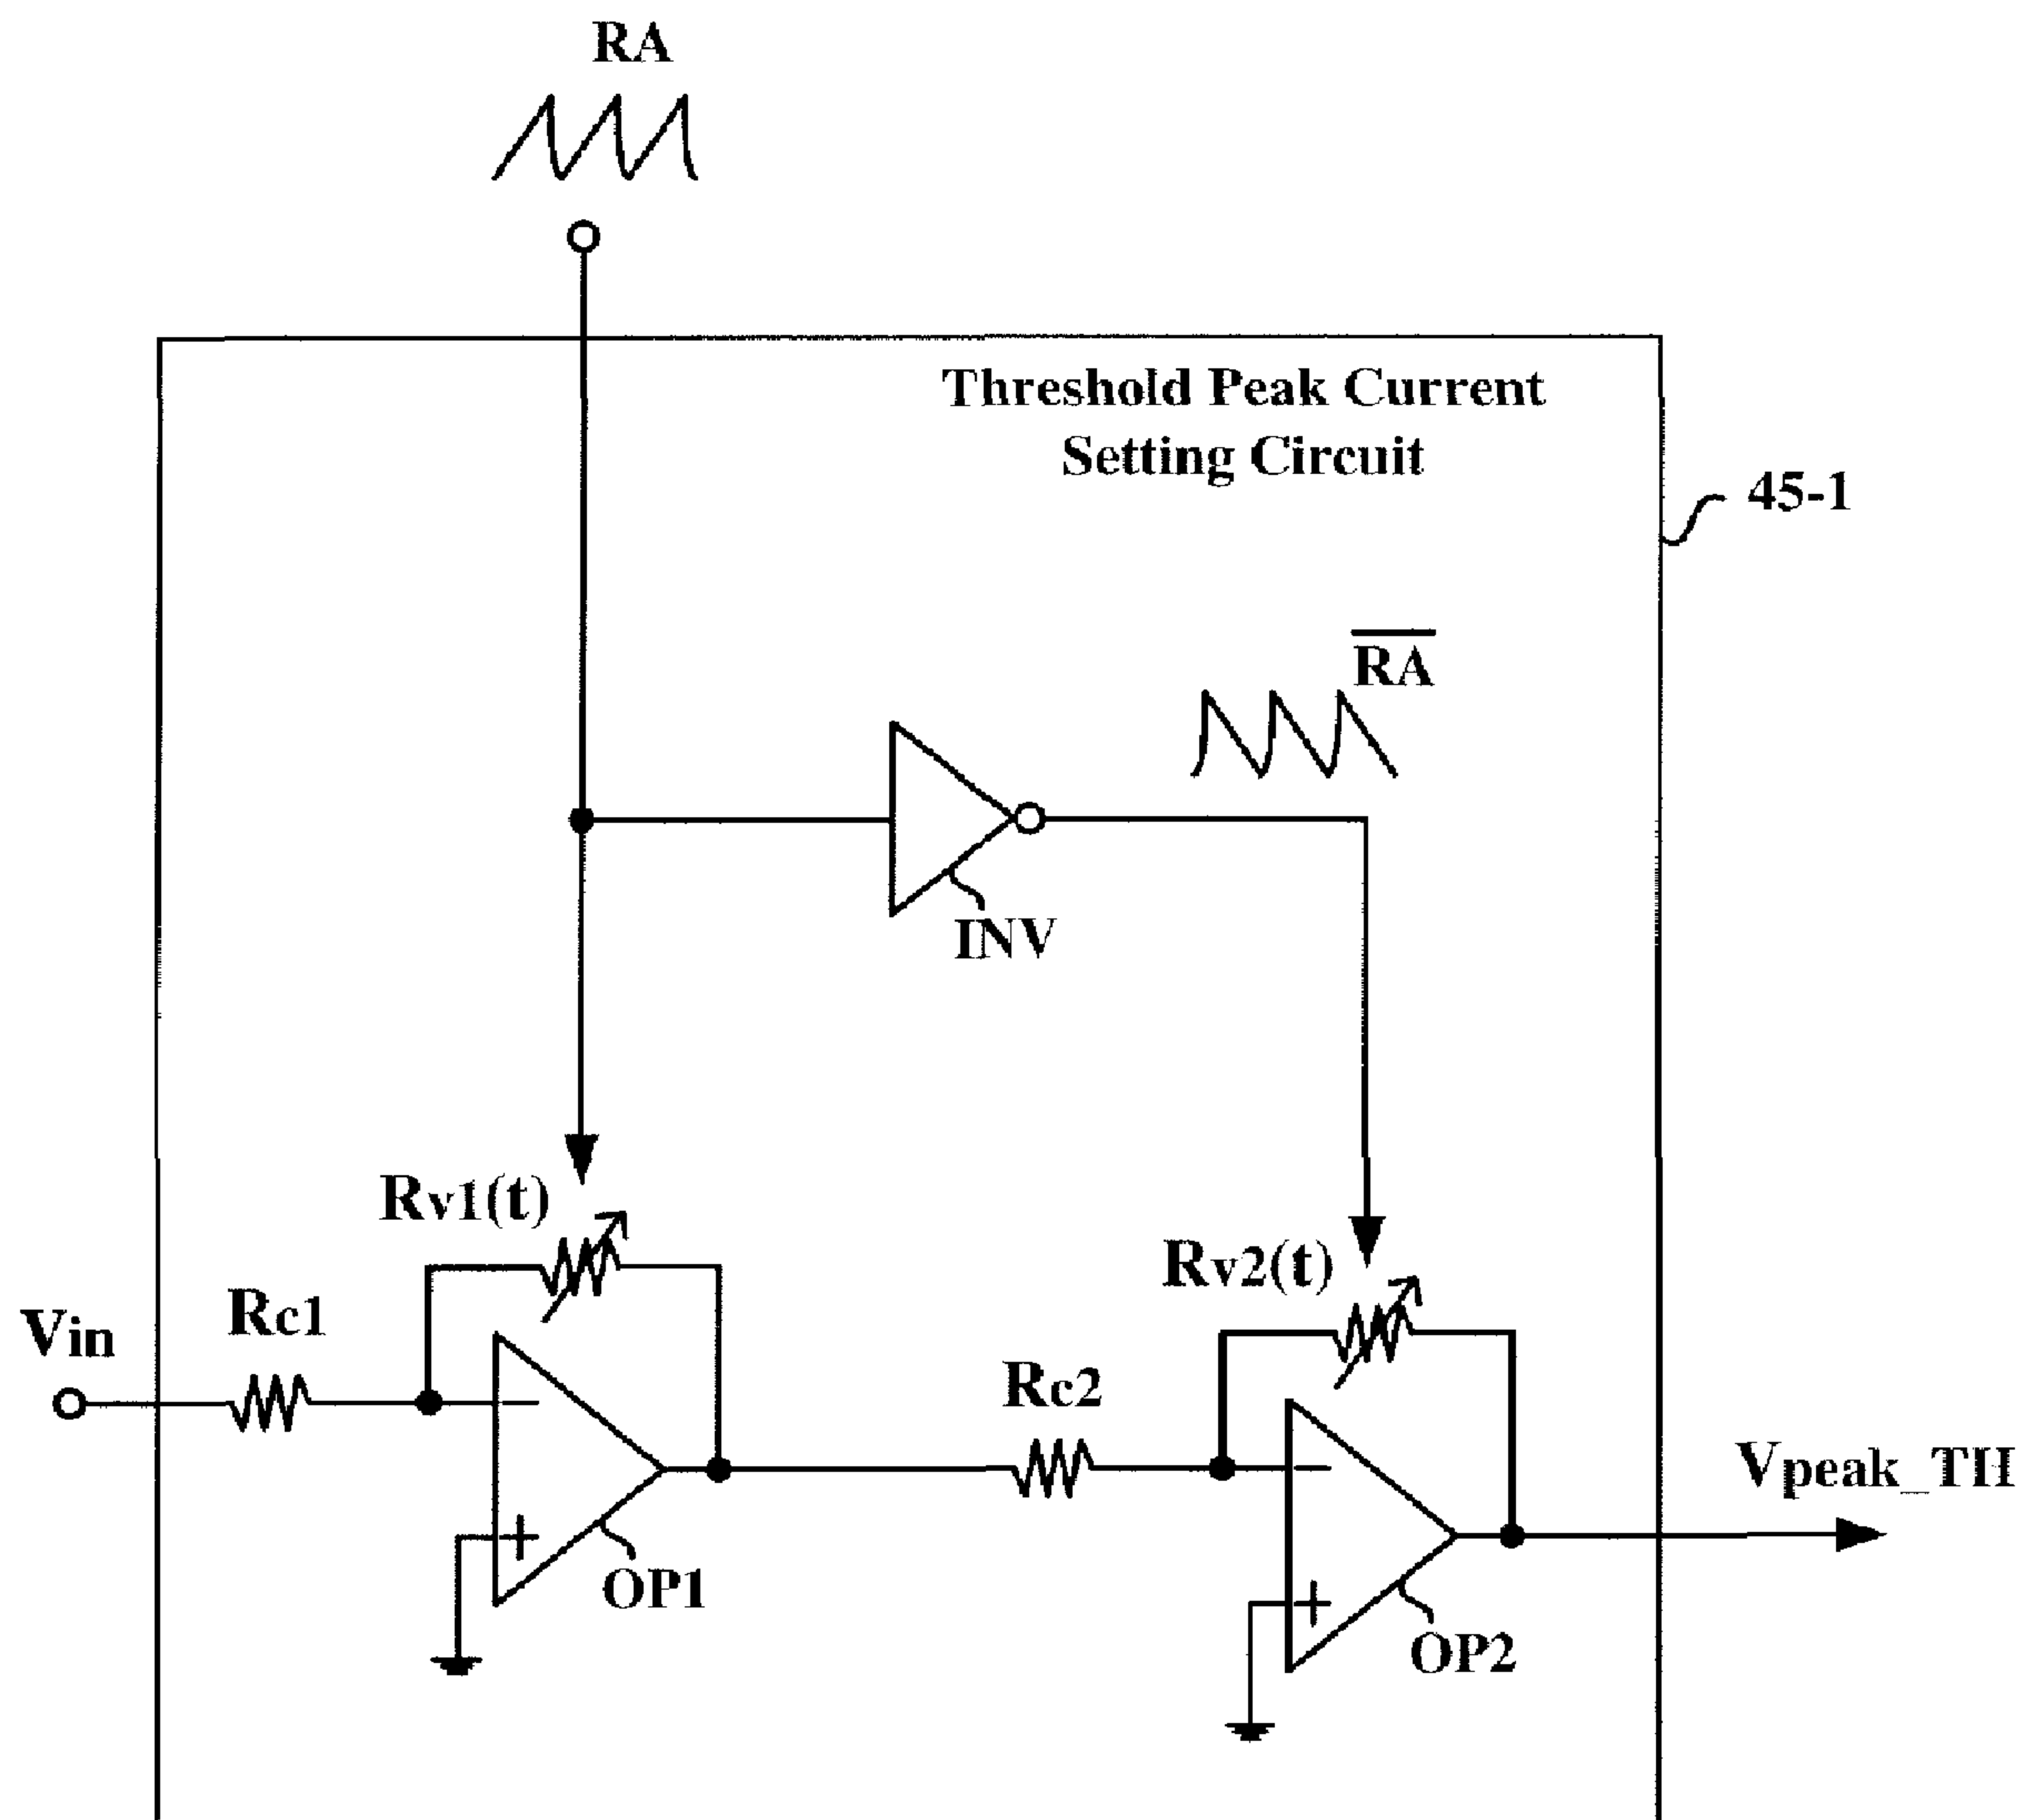 RA
Threshold Peak Current
Setting Circuit
45-1
RA
INV
Rv1(t)
Rv2(t)
Vin
Rc1
Rc2
Vpeak_TH
−
+
OP1
−
+
OP2